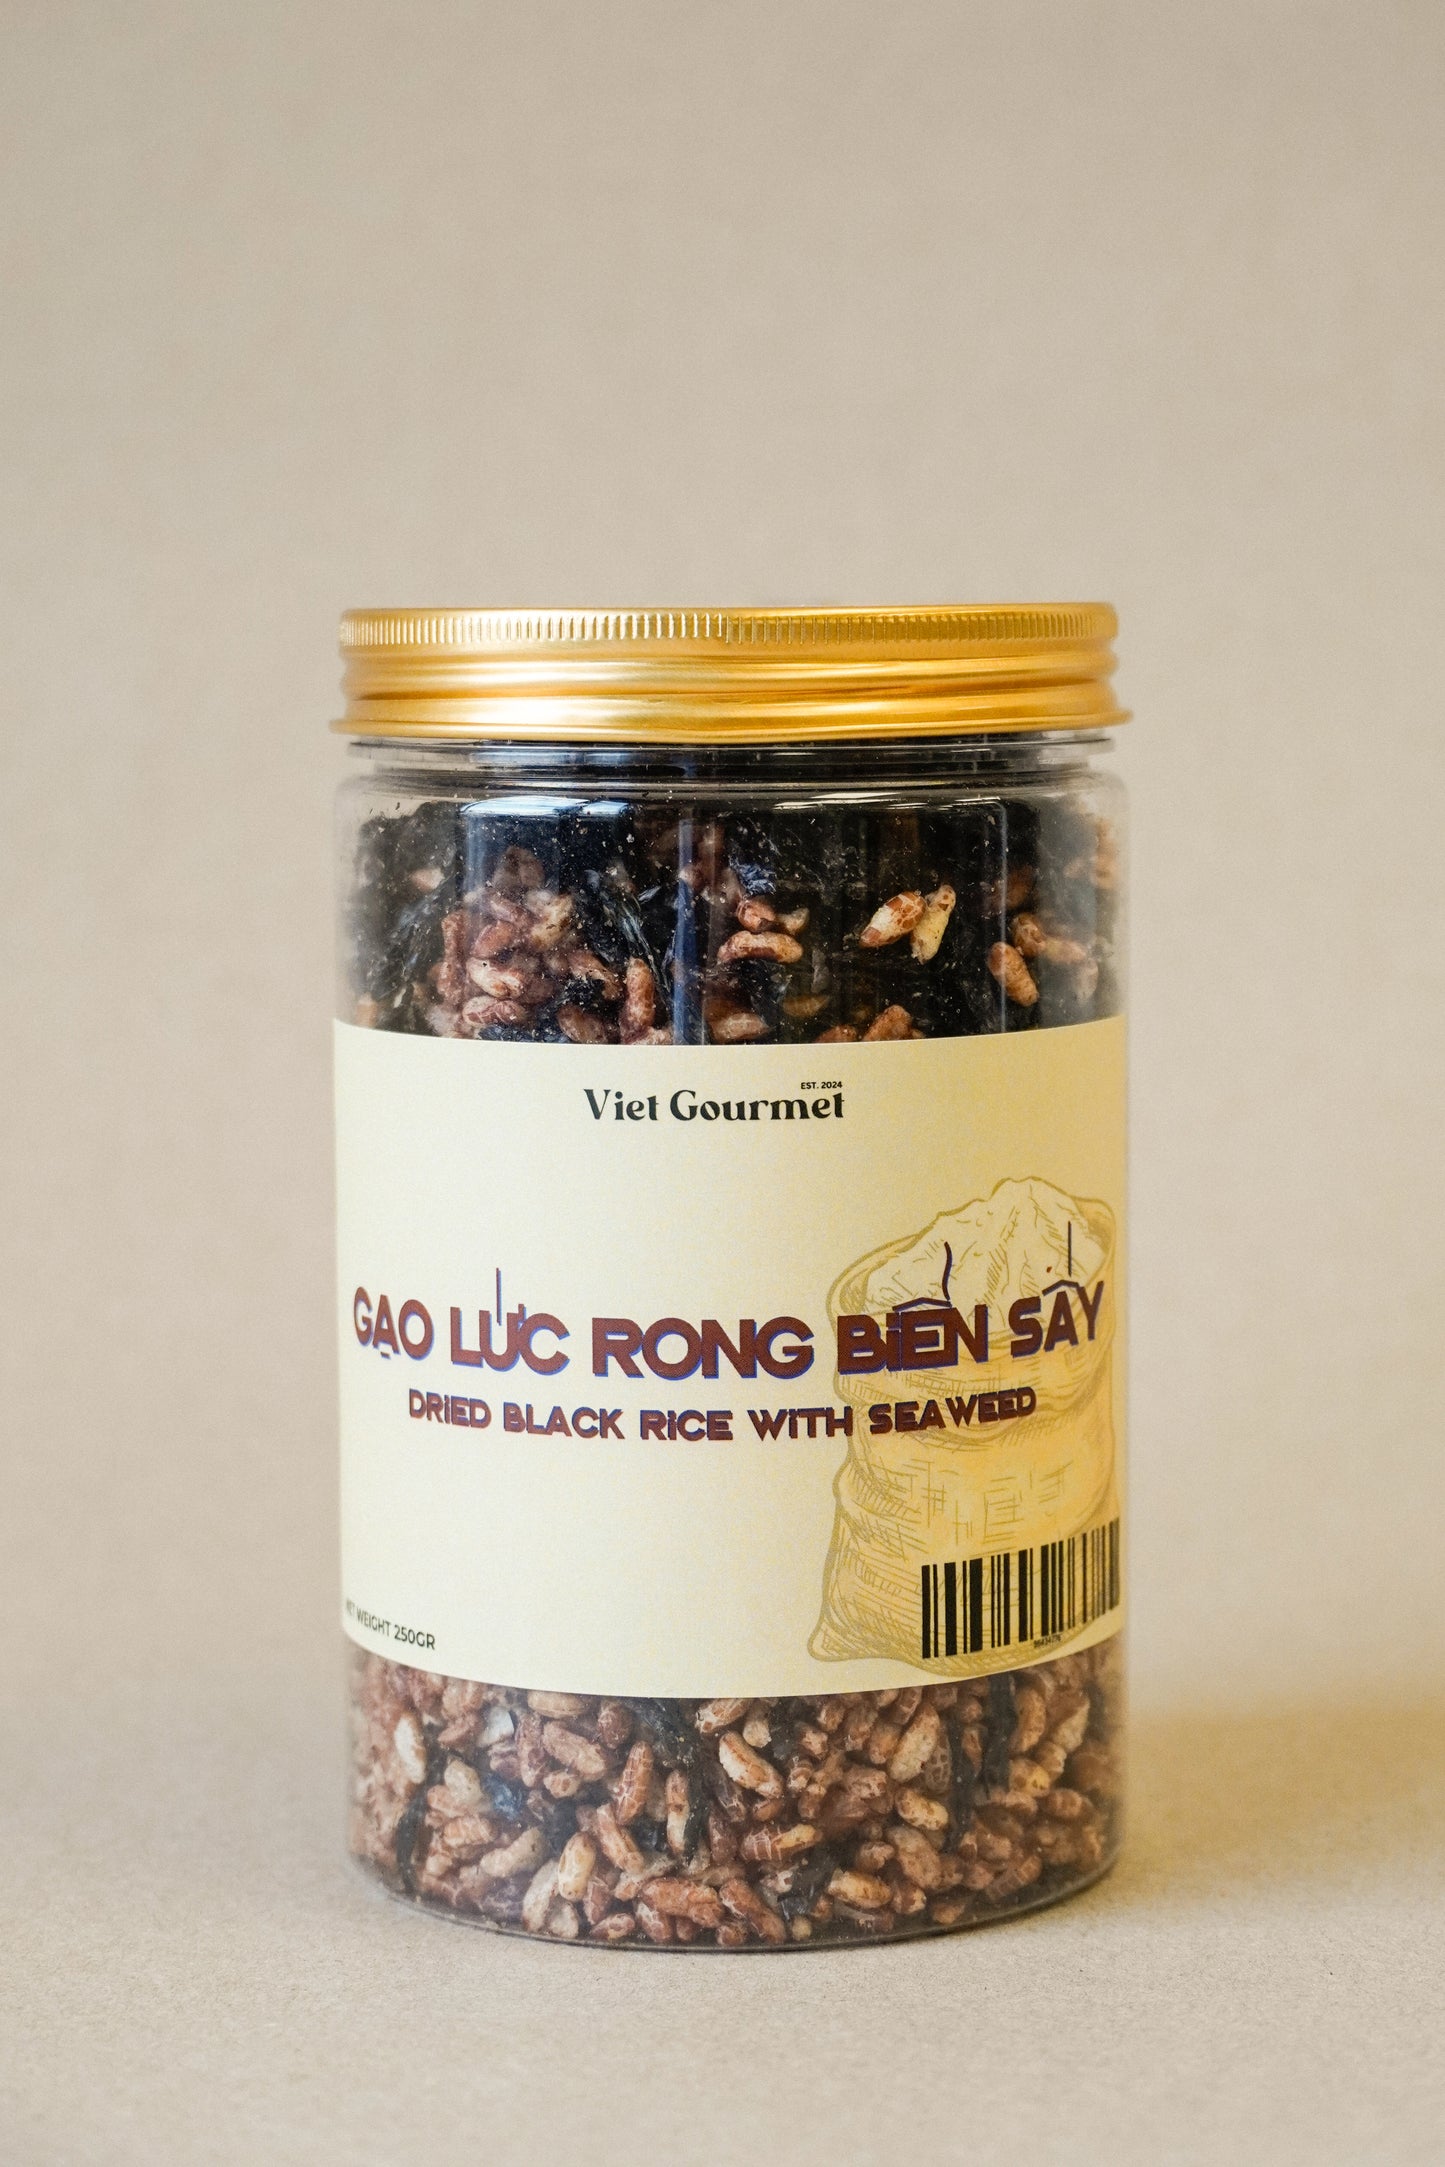 EST. 2024
Viet Gourmet
GẠO LỨC RONG BIỂN SẤY
DRIED BLACK RICE WITH SEAWEED
NET WEIGHT 250GR